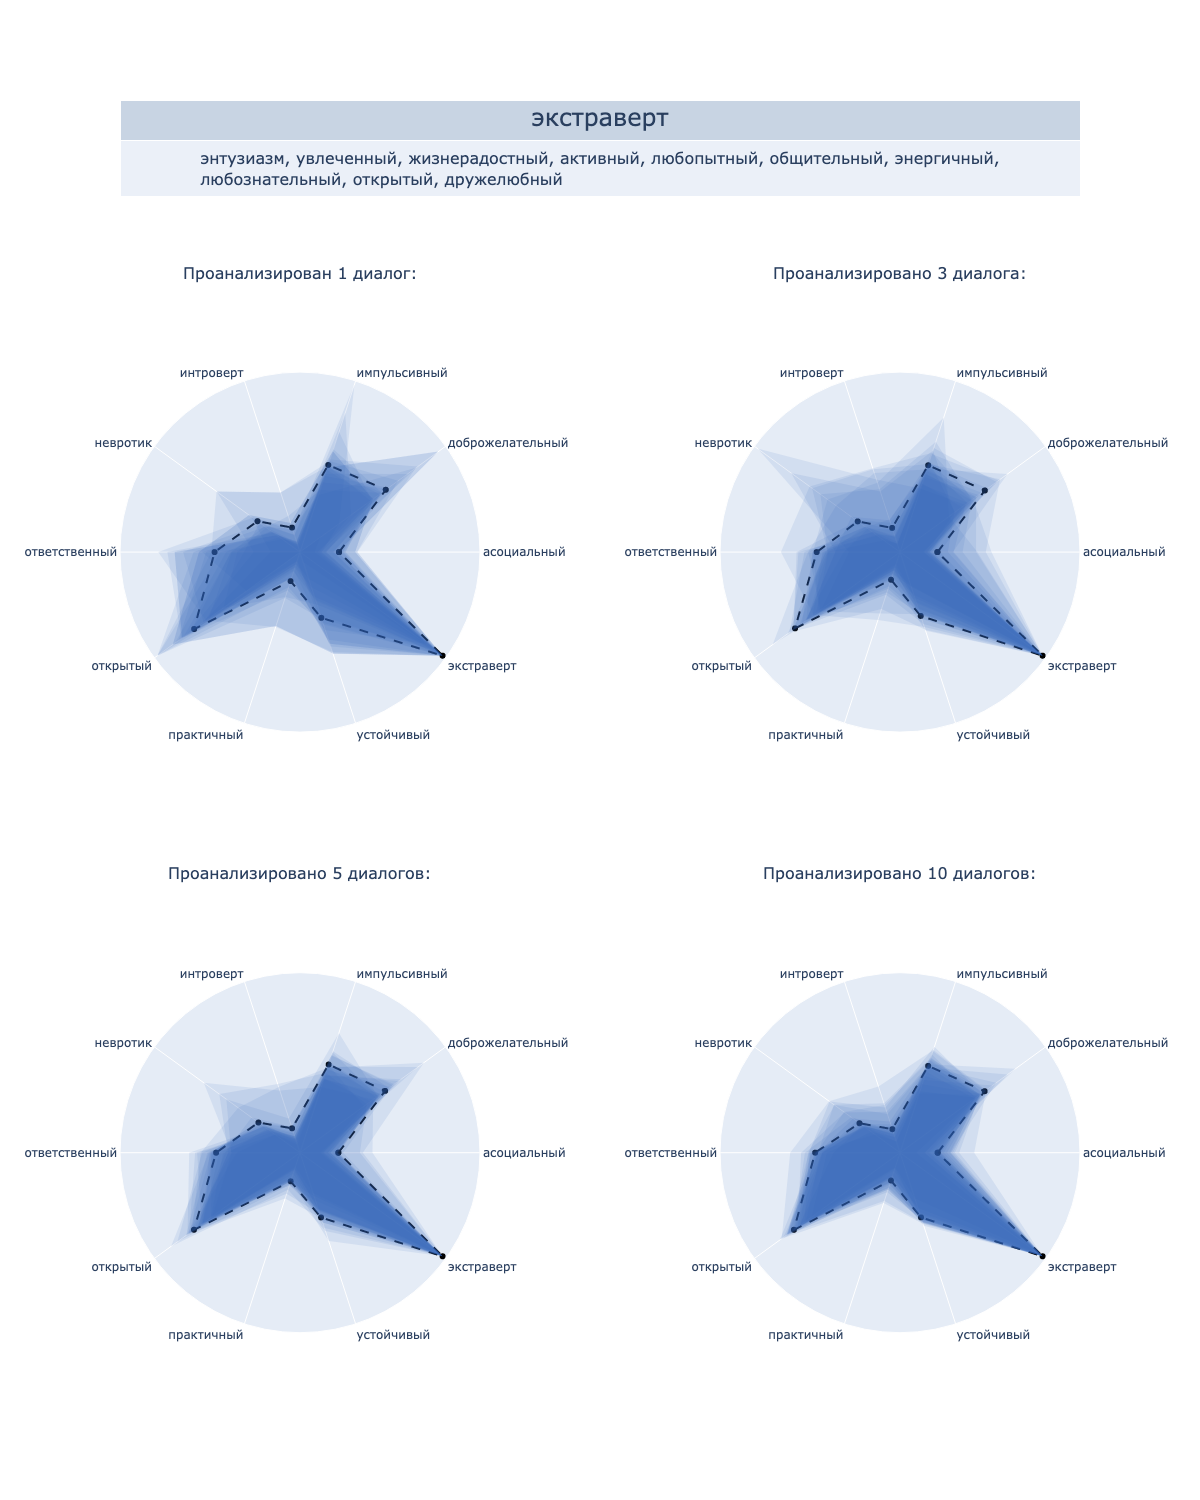 экстраверт
энтузиазм, увлеченный, жизнерадостный, активный, любопытный, общительный, энергичный,
любознательный, открытый, дружелюбный
Проанализирован 1 диалог:
интроверт
импульсивный
невротик
доброжелательный
ответственный
асоциальный
открытый
экстраверт
практичный
устойчивый
Проанализировано 3 диалога:
интроверт
импульсивный
невротик
доброжелательный
ответственный
асоциальный
открытый
экстраверт
практичный
устойчивый
Проанализировано 5 диалогов:
интроверт
импульсивный
невротик
доброжелательный
ответственный
асоциальный
открытый
экстраверт
практичный
устойчивый
Проанализировано 10 диалогов:
интроверт
импульсивный
невротик
доброжелательный
ответственный
асоциальный
открытый
экстраверт
практичный
устойчивый